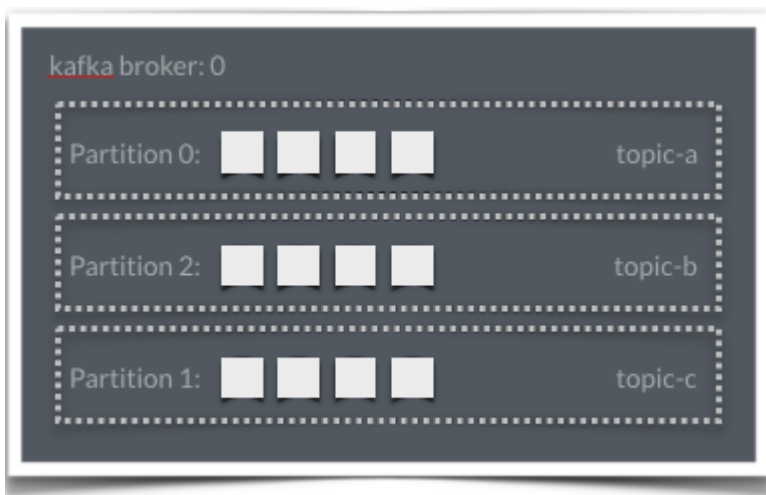 kafka broker: 0
Partition 0: topic-a
Partition 2: topic-b
Partition 1: topic-c